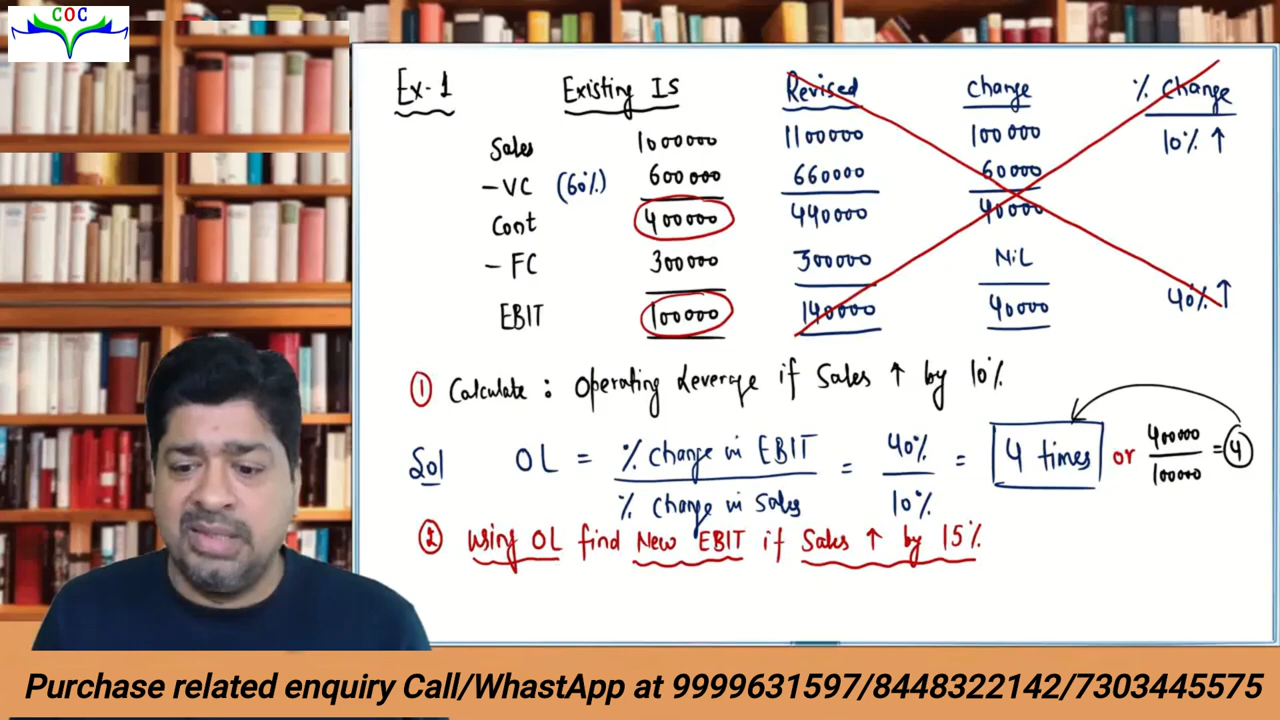 COC
Ex-1 Existing IS Revised Change % Change
Sales 1000000 1100000 100000 10% ↑
- VC (60%) 600000 660000 60000
Cont 400000 440000 40000
- FC 300000 300000 NiL
EBIT 100000 140000 40000 40% ↑
① Calculate : Operating Leverage if Sales ↑ by 10%
Sol OL = % Change in EBIT / % Change in Sales = 40% / 10% = 4 times or 400000 / 100000 = 4
② Using OL find New EBIT if Sales ↑ by 15%
Purchase related enquiry Call/WhastApp at 9999631597/8448322142/7303445575